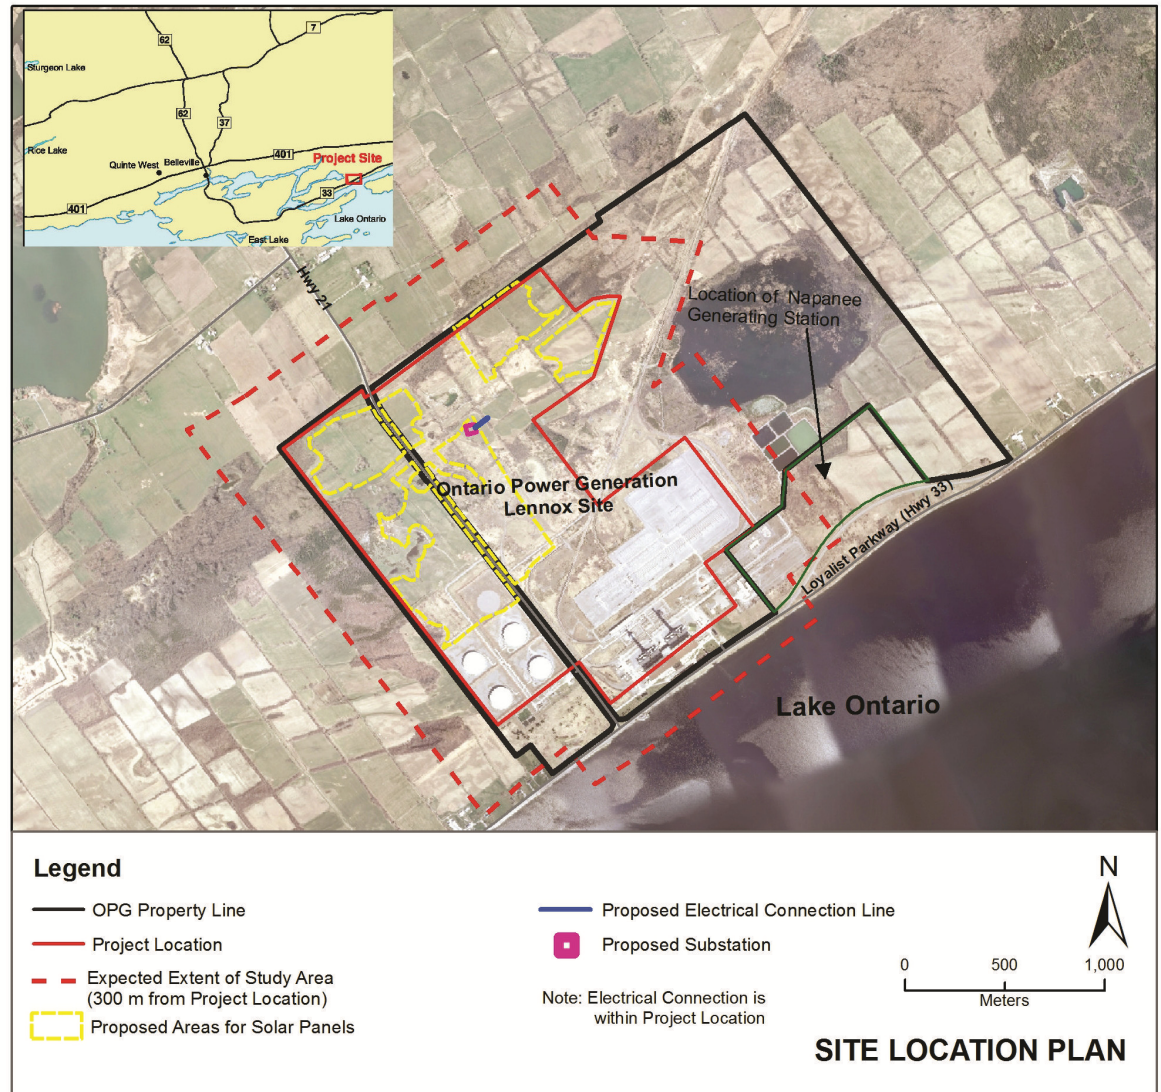 62
7
Sturgeon Lake
62
37
Rice Lake
Quinte West
Belleville
401
Project Site
401
33
Lake Ontario
East Lake
Hwy 21
Location of Napanee
Generating Station
Ontario Power Generation
Lennox Site
Loyalist Parkway (Hwy 33)
Lake Ontario
Legend
OPG Property Line
Project Location
Expected Extent of Study Area
(300 m from Project Location)
Proposed Areas for Solar Panels
Proposed Electrical Connection Line
Proposed Substation
Note: Electrical Connection is
within Project Location
N
0 500 1,000
Meters
SITE LOCATION PLAN